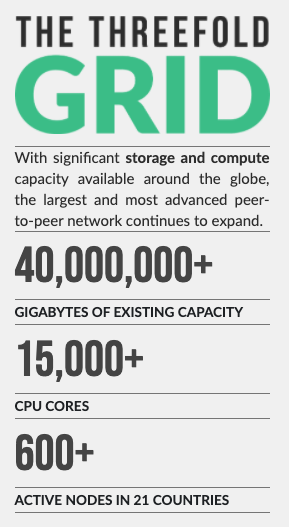 THE THREEFOLD
GRID
With significant storage and compute
capacity available around the globe,
the largest and most advanced peer-
to-peer network continues to expand.
40,000,000+
GIGABYTES OF EXISTING CAPACITY
15,000+
CPU CORES
600+
ACTIVE NODES IN 21 COUNTRIES